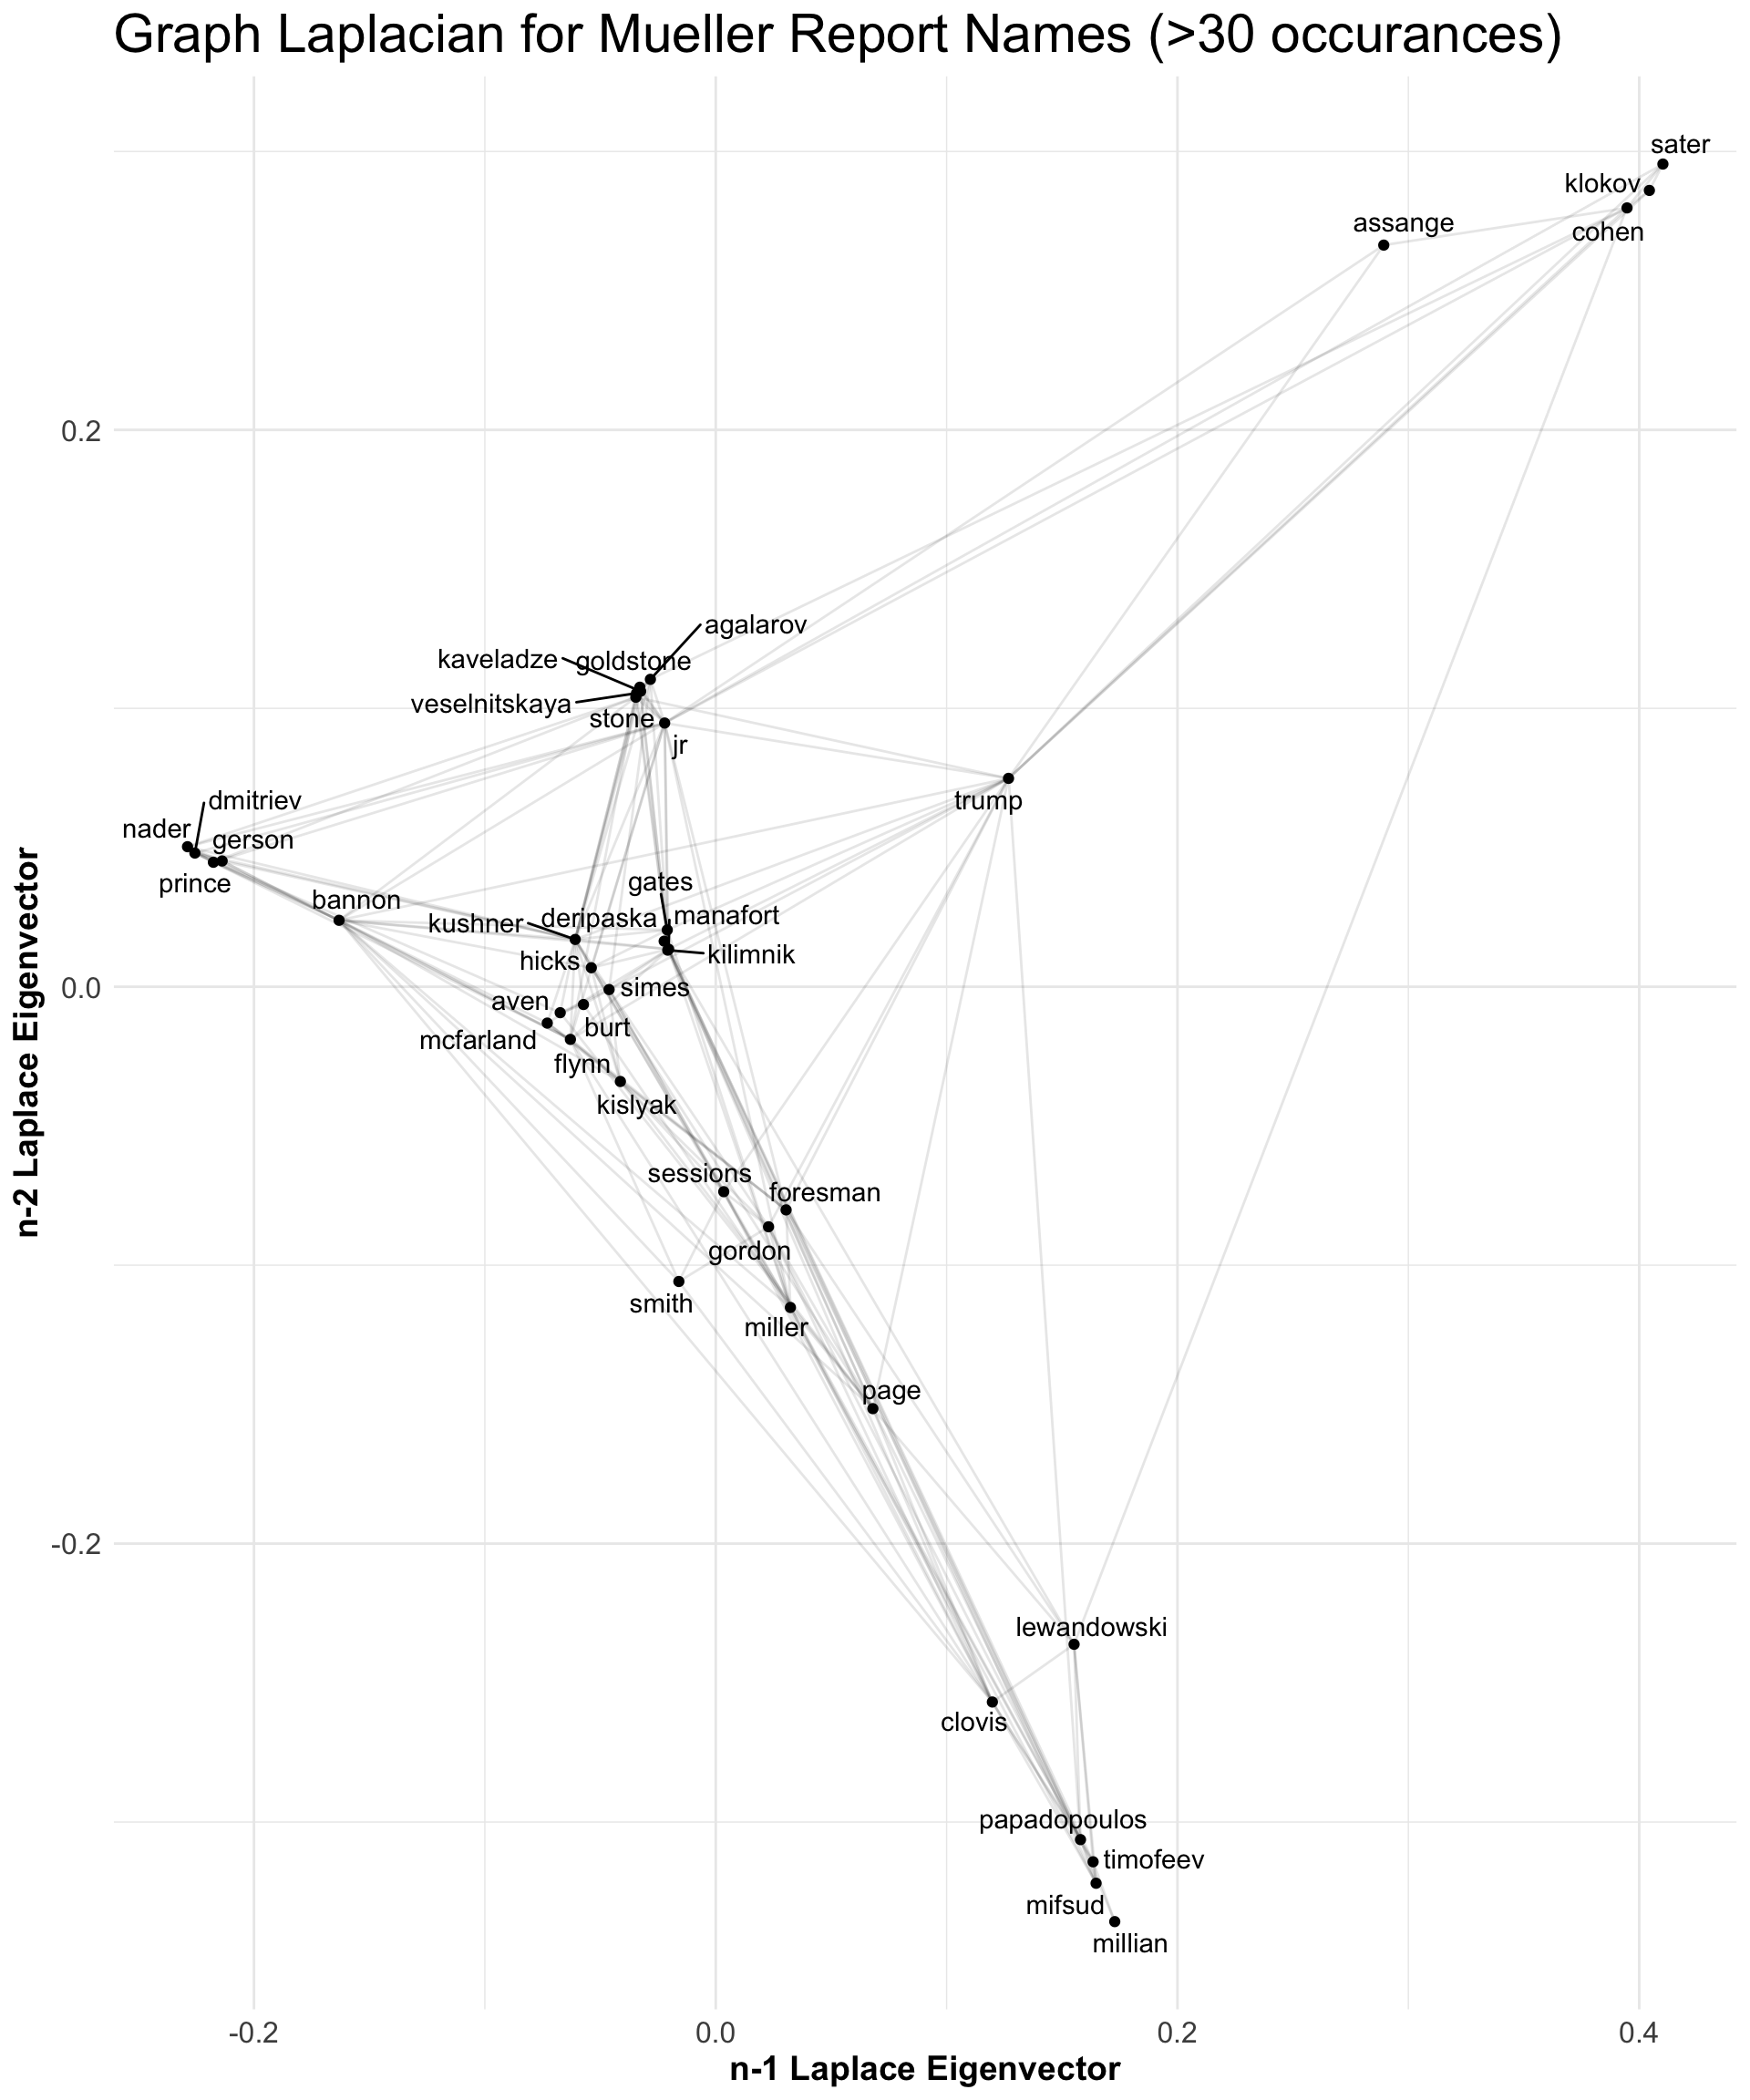 Graph Laplacian for Mueller Report Names (>30 occurances)
sater
klokov
assange
cohen
0.2
agalarov
kaveladze
goldstone
veselnitskaya
stone
jr
trump
dmitriev
nader
gerson
prince
gates
bannon
kushner
deripaska
manafort
hicks
kilimnik
0.0
simes
aven
burt
mcfarland
flynn
kislyak
n-2 Laplace Eigenvector
sessions
foresman
gordon
smith
miller
page
-0.2
lewandowski
clovis
papadopoulos
timofeev
mifsud
millian
-0.2
0.0
0.2
0.4
n-1 Laplace Eigenvector